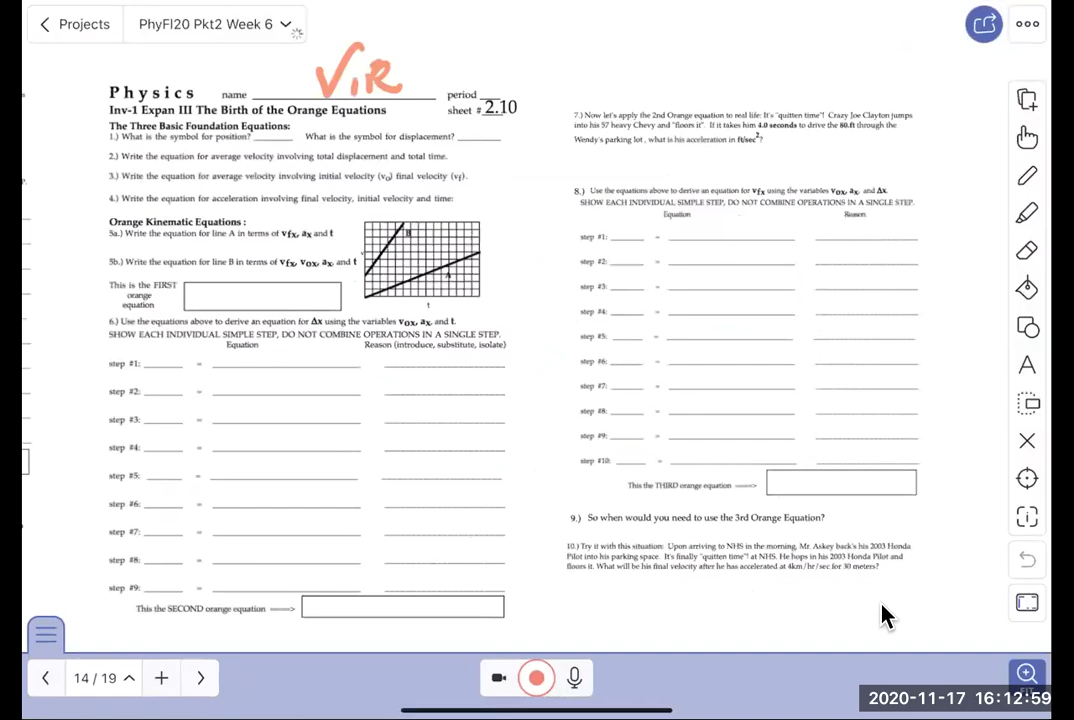 Projects
PhyFl20 Pkt2 Week 6
VIR
Physics name period
Inv-1 Expan III The Birth of the Orange Equations sheet # 2.10
The Three Basic Foundation Equations:
1.) What is the symbol for position? What is the symbol for displacement?
2.) Write the equation for average velocity involving total displacement and total time.
3.) Write the equation for average velocity involving initial velocity (vo) final velocity (vf).
4.) Write the equation for acceleration involving final velocity, initial velocity and time:
Orange Kinematic Equations :
5a.) Write the equation for line A in terms of vfx, ax and t
5b.) Write the equation for line B in terms of vfx, vox, ax, and t
B
A
t
This is the FIRST
orange
equation
6.) Use the equations above to derive an equation for Δx using the variables vox, ax, and t.
SHOW EACH INDIVIDUAL SIMPLE STEP, DO NOT COMBINE OPERATIONS IN A SINGLE STEP.
Equation Reason (introduce, substitute, isolate)
step #1: =
step #2: =
step #3: =
step #4: =
step #5: =
step #6: =
step #7: =
step #8: =
step #9: =
This the SECOND orange equation ===>
7.) Now let's apply the 2nd Orange equation to real life: It's "quitten time"! Crazy Joe Clayton jumps
into his 57 heavy Chevy and "floors it". If it takes him 4.0 seconds to drive the 80.ft through the
Wendy's parking lot , what is his acceleration in ft/sec²?
8.) Use the equations above to derive an equation for vfx using the variables vox, ax, and Δx.
SHOW EACH INDIVIDUAL SIMPLE STEP, DO NOT COMBINE OPERATIONS IN A SINGLE STEP.
Equation Reason
step #1: =
step #2: =
step #3: =
step #4: =
step #5: =
step #6: =
step #7: =
step #8: =
step #9: =
step #10: =
This the THIRD orange equation ===>
9.) So when would you need to use the 3rd Orange Equation?
10.) Try it with this situation: Upon arriving to NHS in the morning, Mr. Askey back's his 2003 Honda
Pilot into his parking space. It's finally "quitten time"! at NHS. He hops in his 2003 Honda Pilot and
floors it. What will be his final velocity after he has accelerated at 4km/hr/sec for 30 meters?
14 / 19
2020-11-17 16:12:59